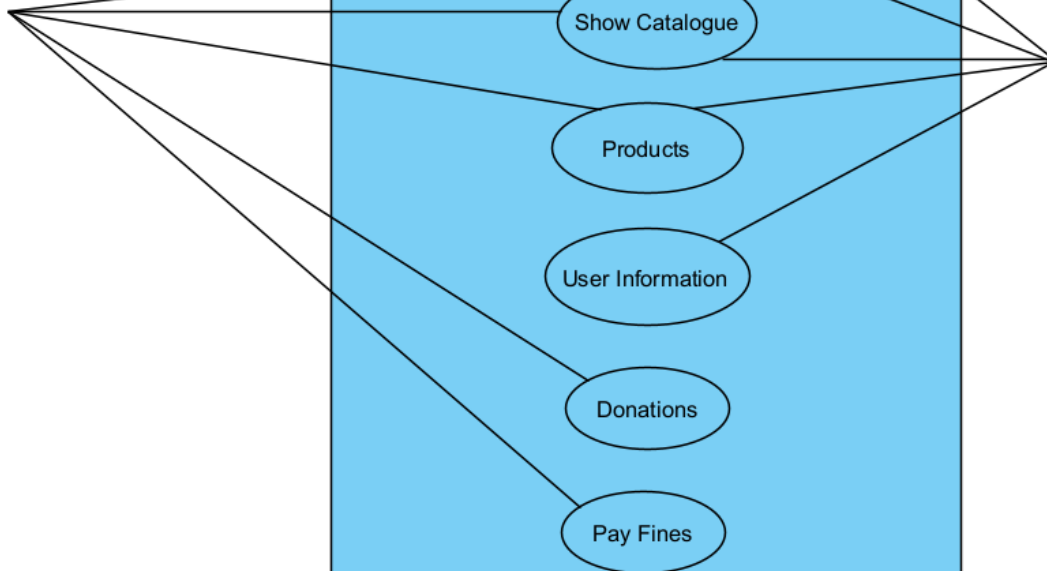 Show Catalogue
Products
User Information
Donations
Pay Fines